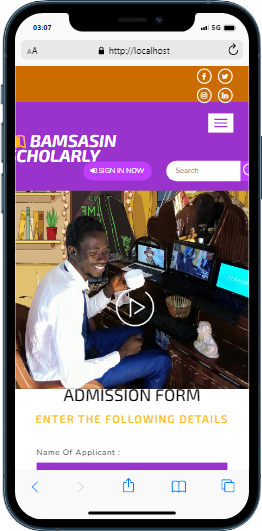 03:07
5G
AA
http://localhost
BAMSASIN
SCHOLARLY
SIGN IN NOW
Search
ADMISSION FORM
ENTER THE FOLLOWING DETAILS
Name Of Applicant :